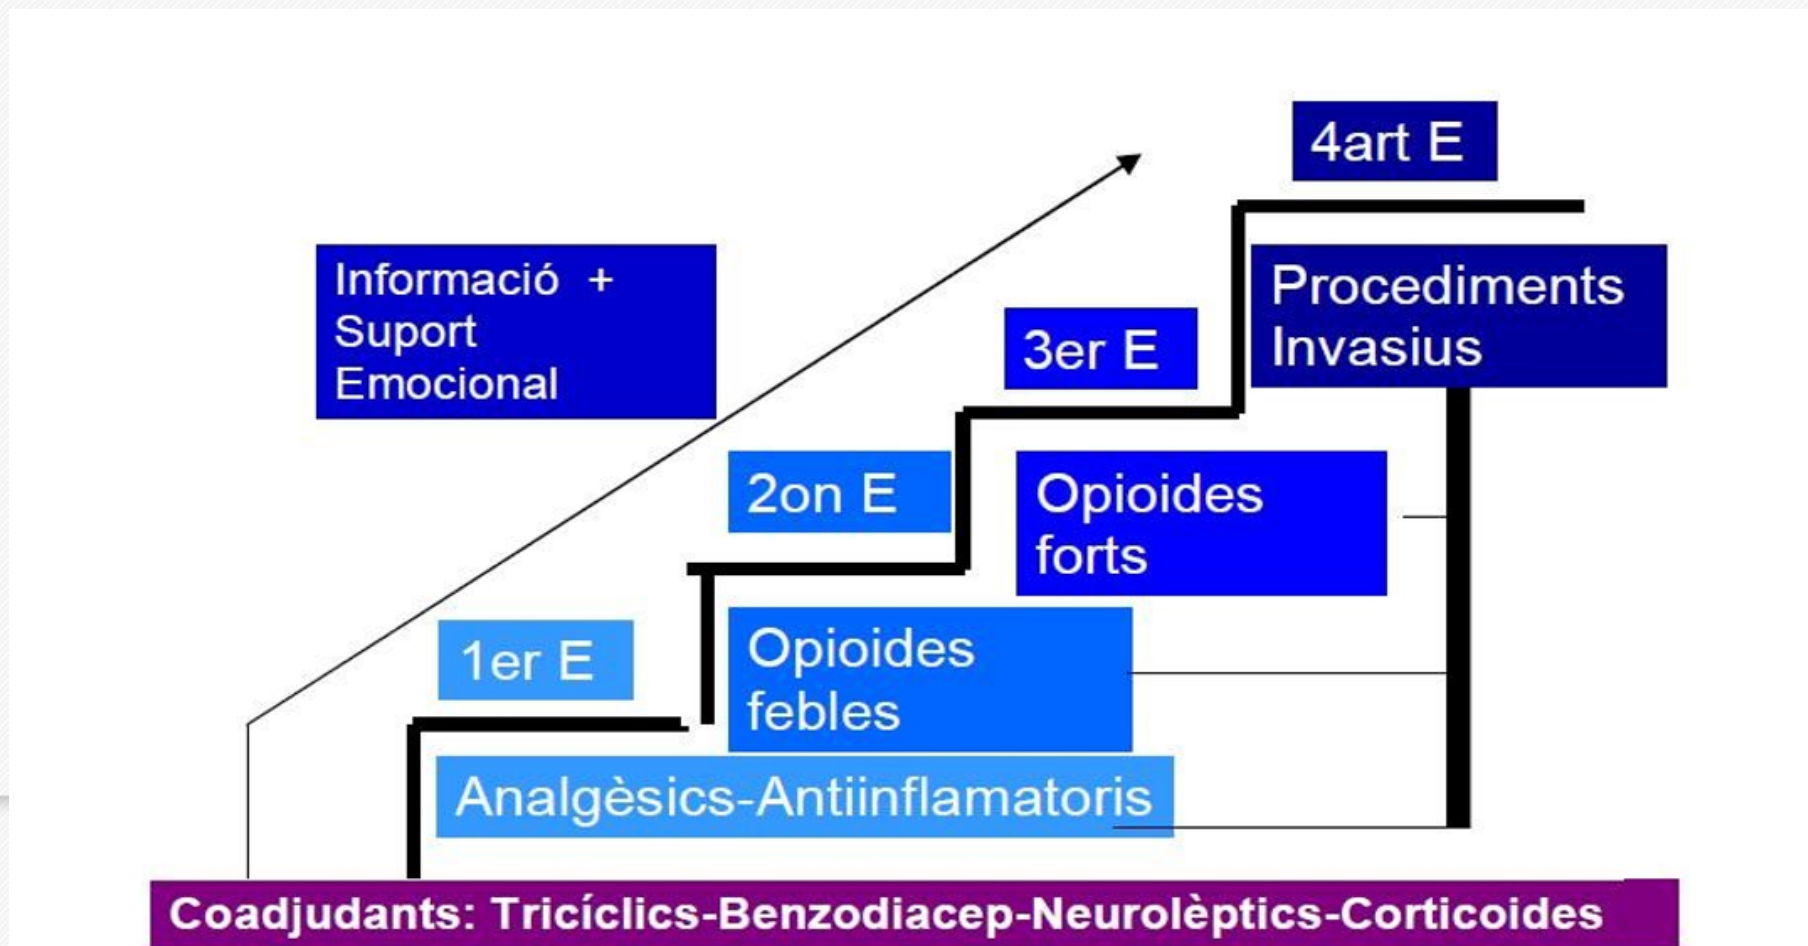 4art E
Informació +
Suport
Emocional
Procediments
Invasius
3er E
2on E
Opioides
forts
1er E
Opioides
febles
Analgèsics-Antiinflamatoris
Coadjudants: Tricíclics-Benzodiacep-Neurolèptics-Corticoides